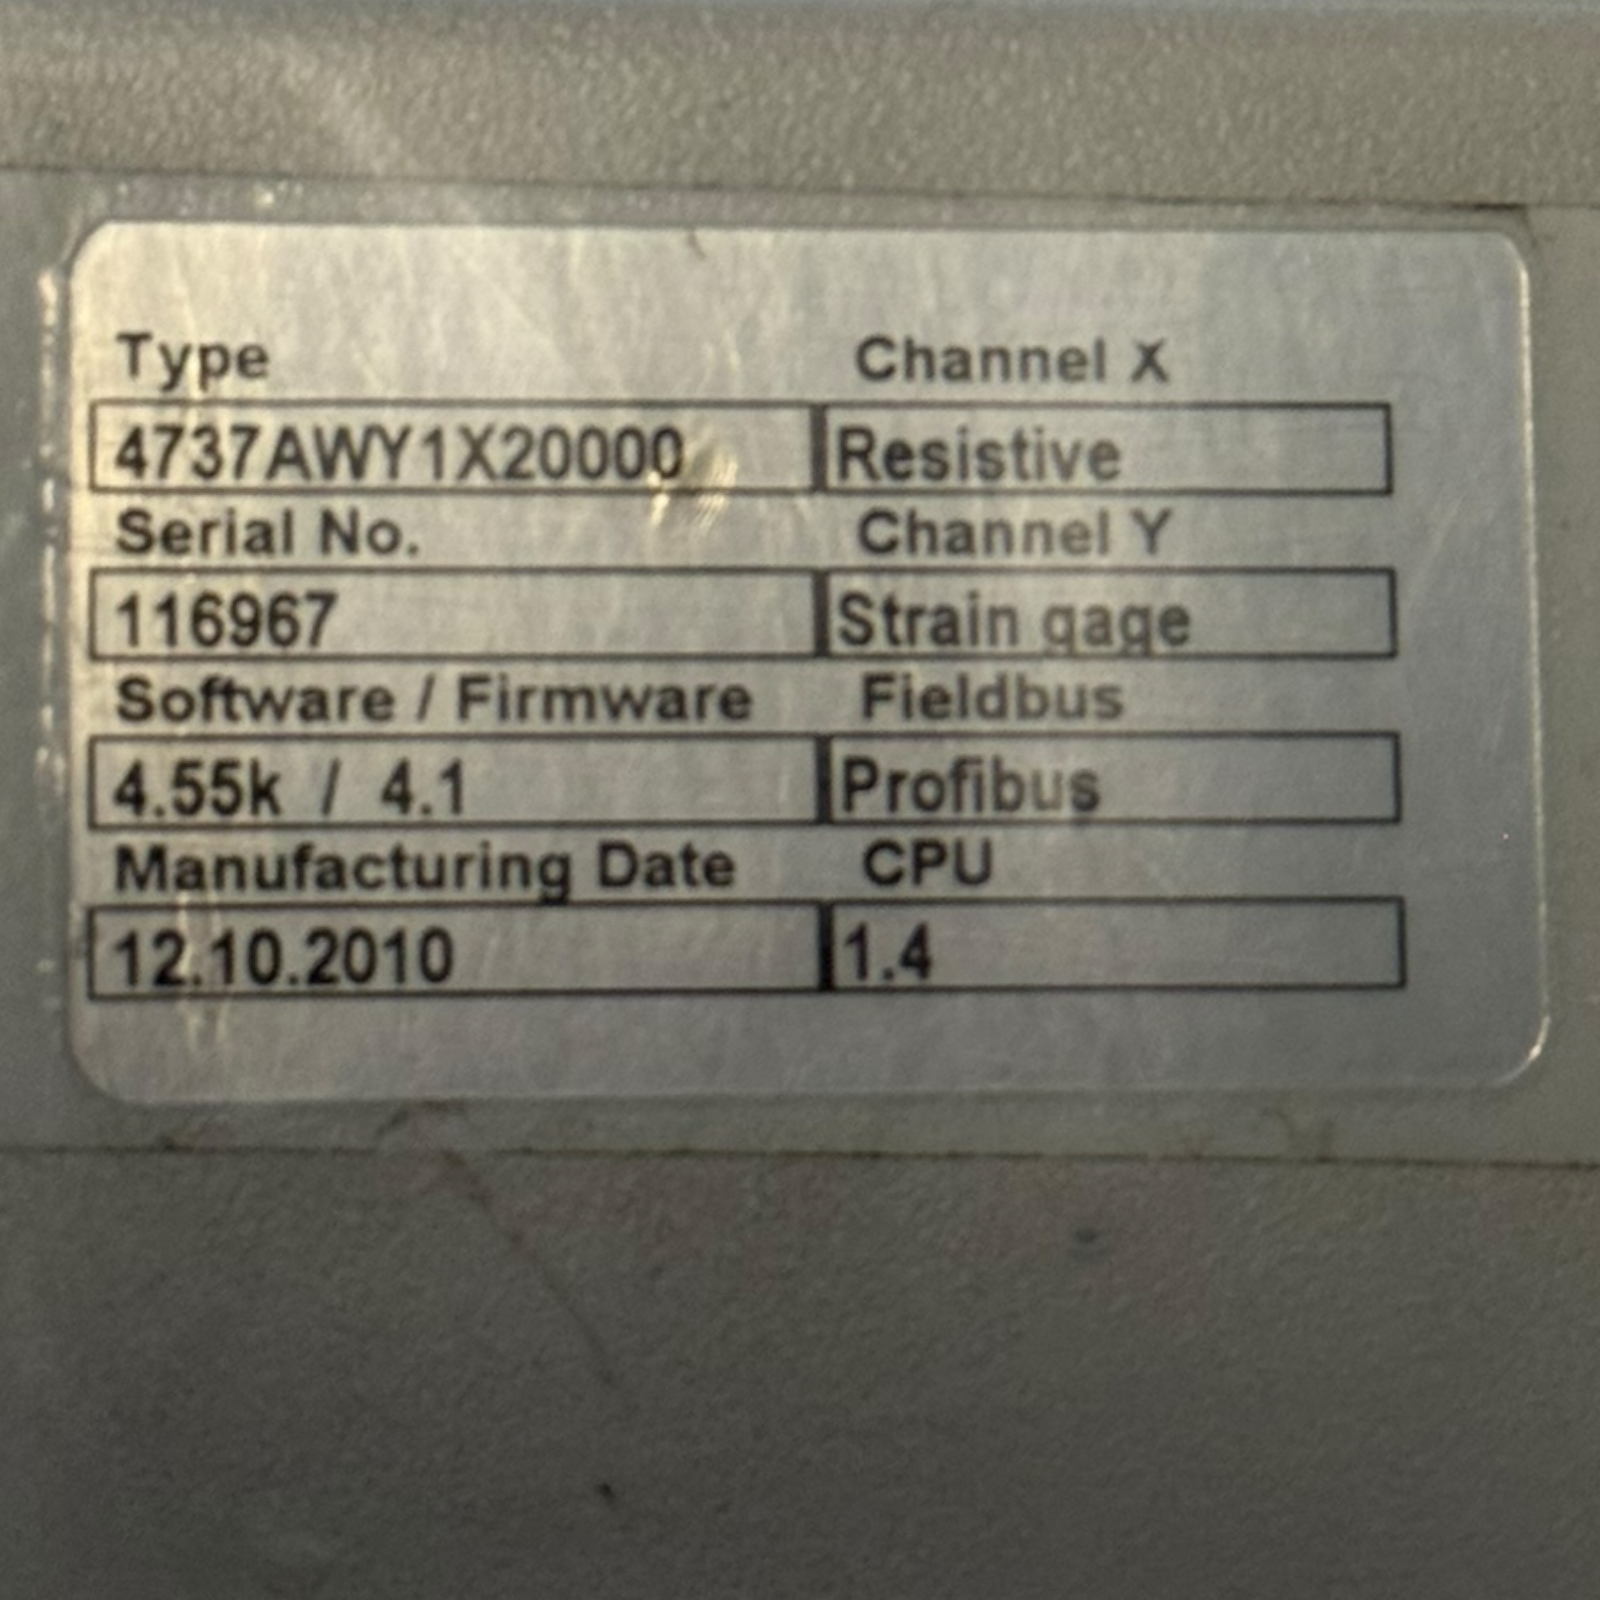 Type Channel X
4737AWY1X20000 Resistive
Serial No. Channel Y
116967 Strain gage
Software / Firmware Fieldbus
4.55k / 4.1 Profibus
Manufacturing Date CPU
12.10.2010 1.4